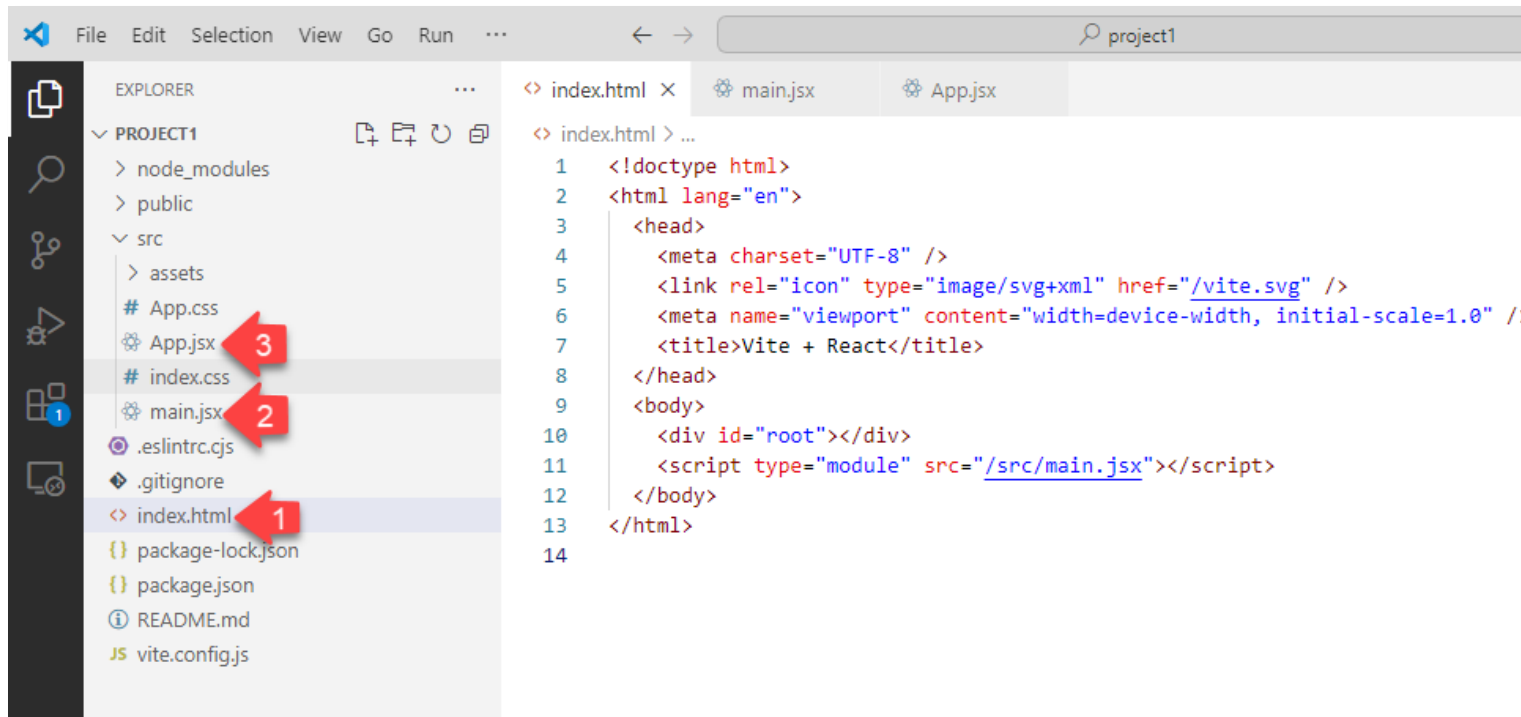 File Edit Selection View Go Run ··· ← → project1
EXPLORER ···
PROJECT1
node_modules
public
src
assets
# App.css
App.jsx 3
# index.css
main.jsx 2
.eslintrc.cjs
.gitignore
<> index.html 1
{} package-lock.json
{} package.json
README.md
JS vite.config.js
1
<> index.html × main.jsx App.jsx
<> index.html > ...
1 <!doctype html>
2 <html lang="en">
3 <head>
4 <meta charset="UTF-8" />
5 <link rel="icon" type="image/svg+xml" href="/vite.svg" />
6 <meta name="viewport" content="width=device-width, initial-scale=1.0" /
7 <title>Vite + React</title>
8 </head>
9 <body>
10 <div id="root"></div>
11 <script type="module" src="/src/main.jsx"></script>
12 </body>
13 </html>
14